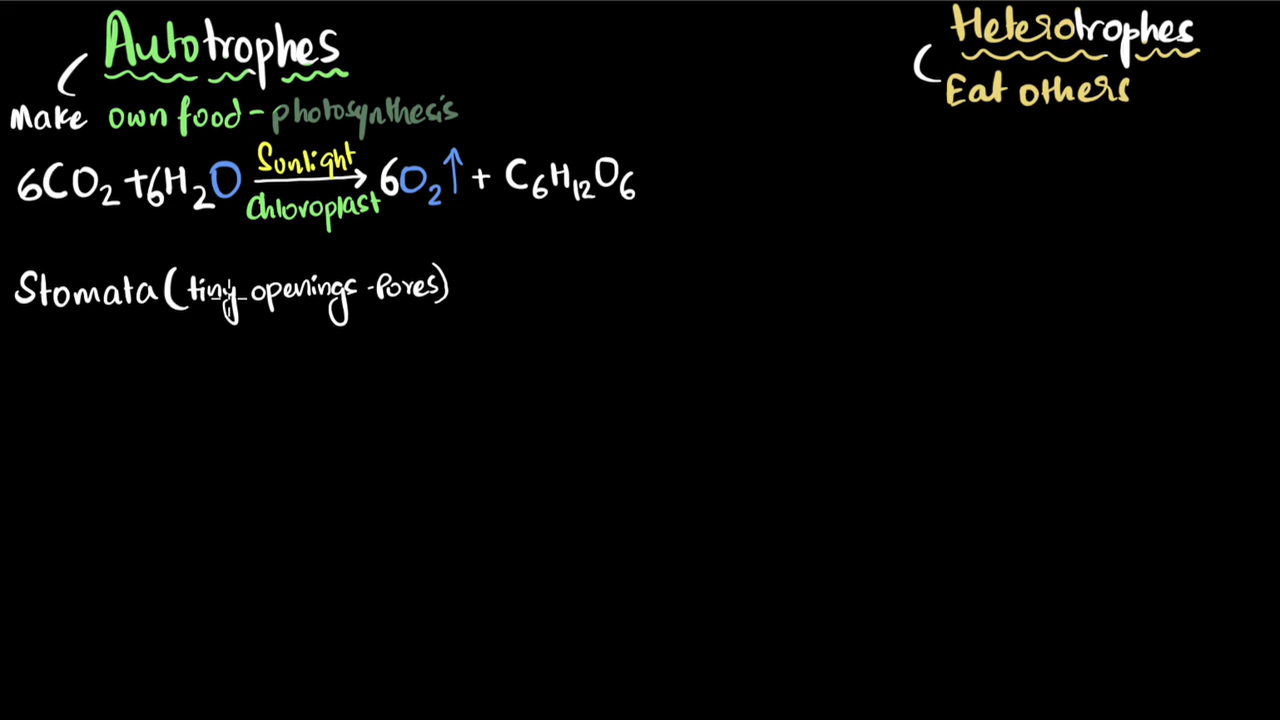 Autotrophes
Make own food - photosynthesis
6CO₂ + 6H₂O Sunlight → Chloroplast 6O₂↑ + C₆H₁₂O₆
Stomata (tiny openings - Pores)
Heterotrophes
Eat others